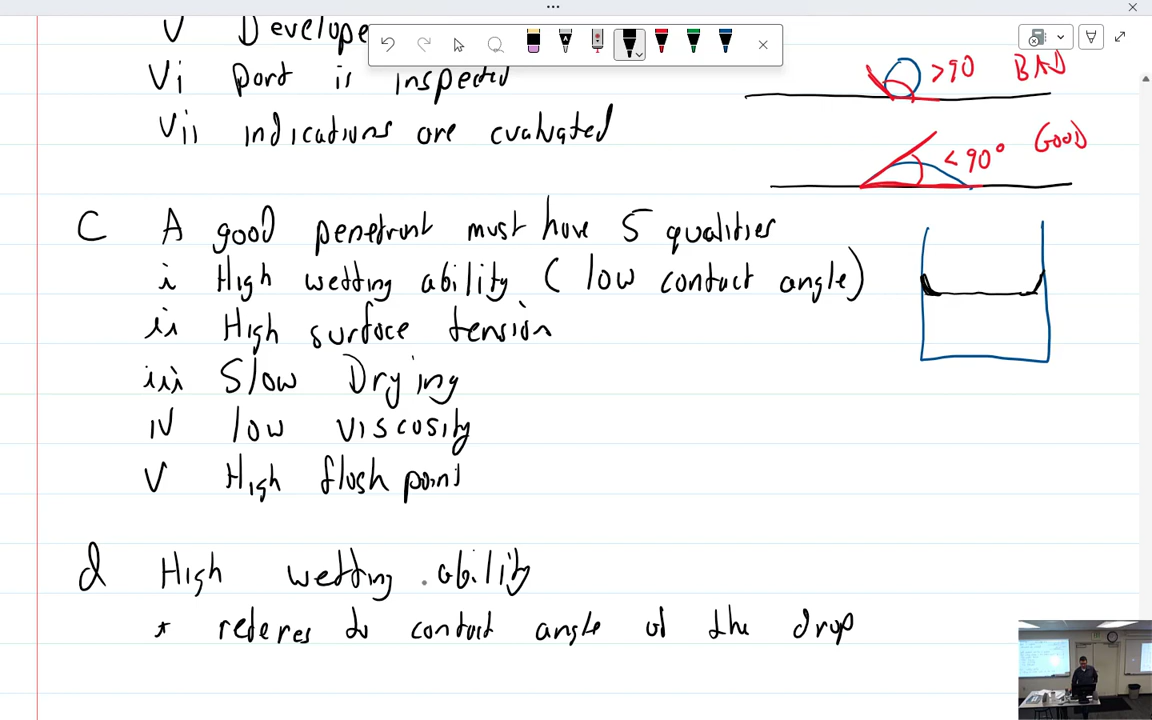 V Develope
Vi part is inspected
Vii indications are evaluated
>90 BAD
<90° GOOD
C A good penetrant must have 5 qualities
i High wetting ability (low contact angle)
ii High surface tension
iii Slow Drying
iv low viscosity
V High flash point
d High wetting ability
* referes to contact angle of the drop